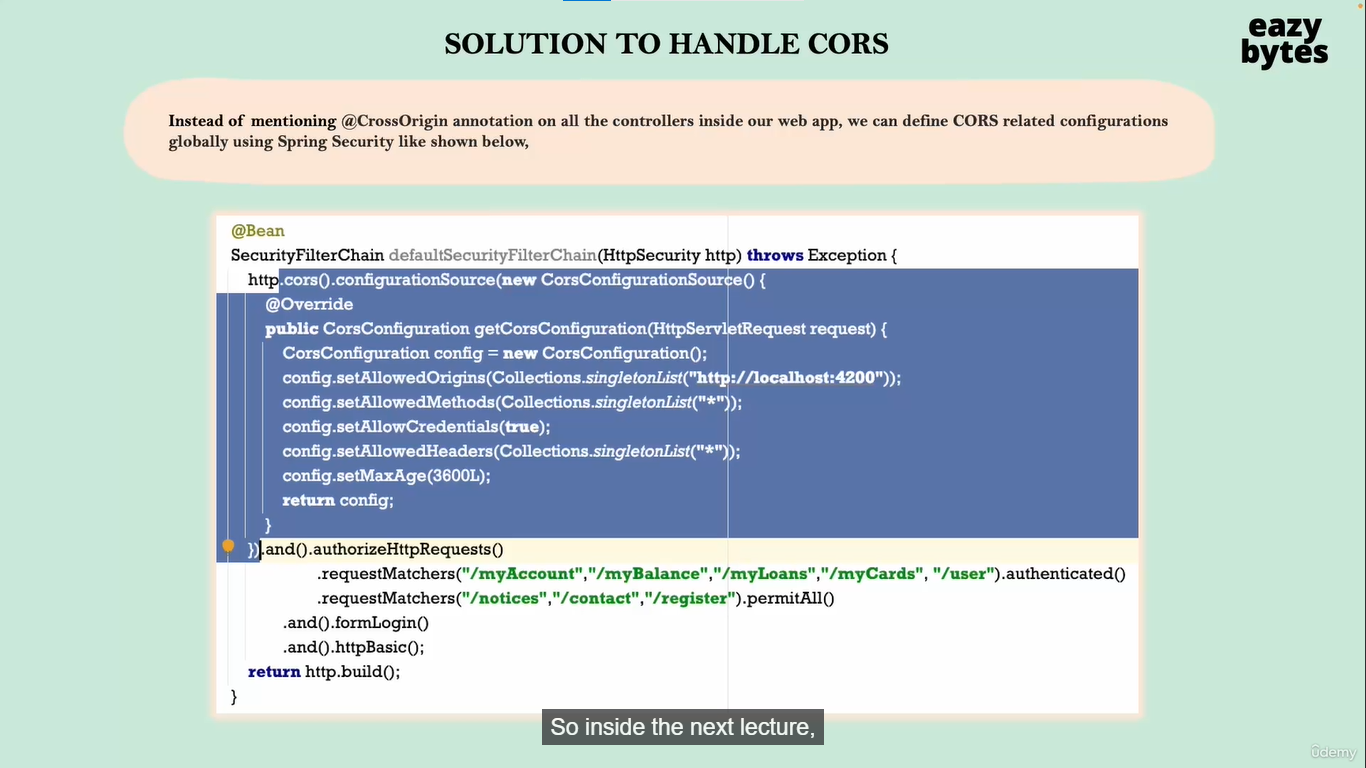 SOLUTION TO HANDLE CORS
eazy
bytes
Instead of mentioning @CrossOrigin annotation on all the controllers inside our web app, we can define CORS related configurations
globally using Spring Security like shown below,
@Bean
SecurityFilterChain defaultSecurityFilterChain(HttpSecurity http) throws Exception {
http.cors().configurationSource(new CorsConfigurationSource() {
@Override
public CorsConfiguration getCorsConfiguration(HttpServletRequest request) {
CorsConfiguration config = new CorsConfiguration();
config.setAllowedOrigins(Collections.singletonList("http://localhost:4200"));
config.setAllowedMethods(Collections.singletonList("*"));
config.setAllowCredentials(true);
config.setAllowedHeaders(Collections.singletonList("*"));
config.setMaxAge(3600L);
return config;
}
}).and().authorizeHttpRequests()
.requestMatchers("/myAccount","/myBalance","/myLoans","/myCards", "/user").authenticated()
.requestMatchers("/notices","/contact","/register").permitAll()
.and().formLogin()
.and().httpBasic();
return http.build();
}
So inside the next lecture,
ûdemy